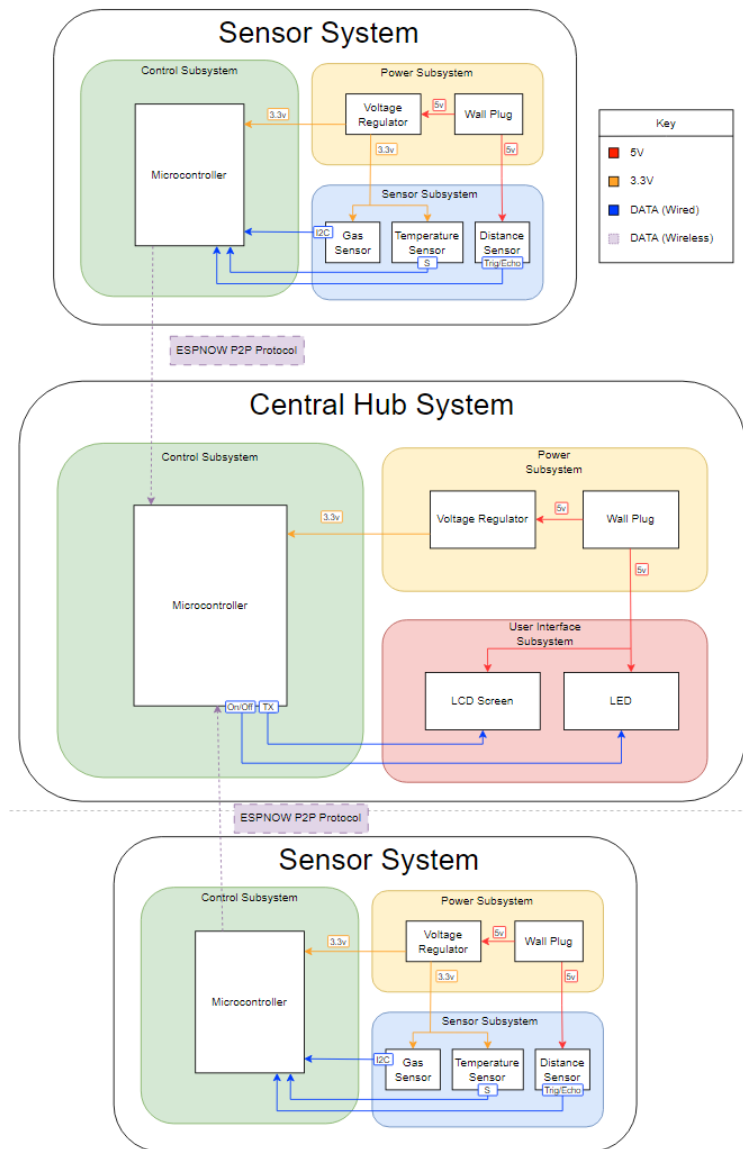 Sensor System
Control Subsystem
Power Subsystem
3.3v
Voltage
Regulator
5v
Wall Plug
3.3v
5v
Microcontroller
Sensor Subsystem
I2C
Gas
Sensor
Temperature
Sensor
S
Distance
Sensor
Trig/Echo
Key
5V
3.3V
DATA (Wired)
DATA (Wireless)
ESPNOW P2P Protocol
Central Hub System
Control Subsystem
Power
Subsystem
3.3v
Voltage Regulator
5v
Wall Plug
5v
Microcontroller
User Interface
Subsystem
LCD Screen
LED
On/Off
TX
ESPNOW P2P Protocol
Sensor System
Control Subsystem
Power Subsystem
3.3v
Voltage
Regulator
5v
Wall Plug
3.3v
5v
Microcontroller
Sensor Subsystem
I2C
Gas
Sensor
Temperature
Sensor
S
Distance
Sensor
Trig/Echo